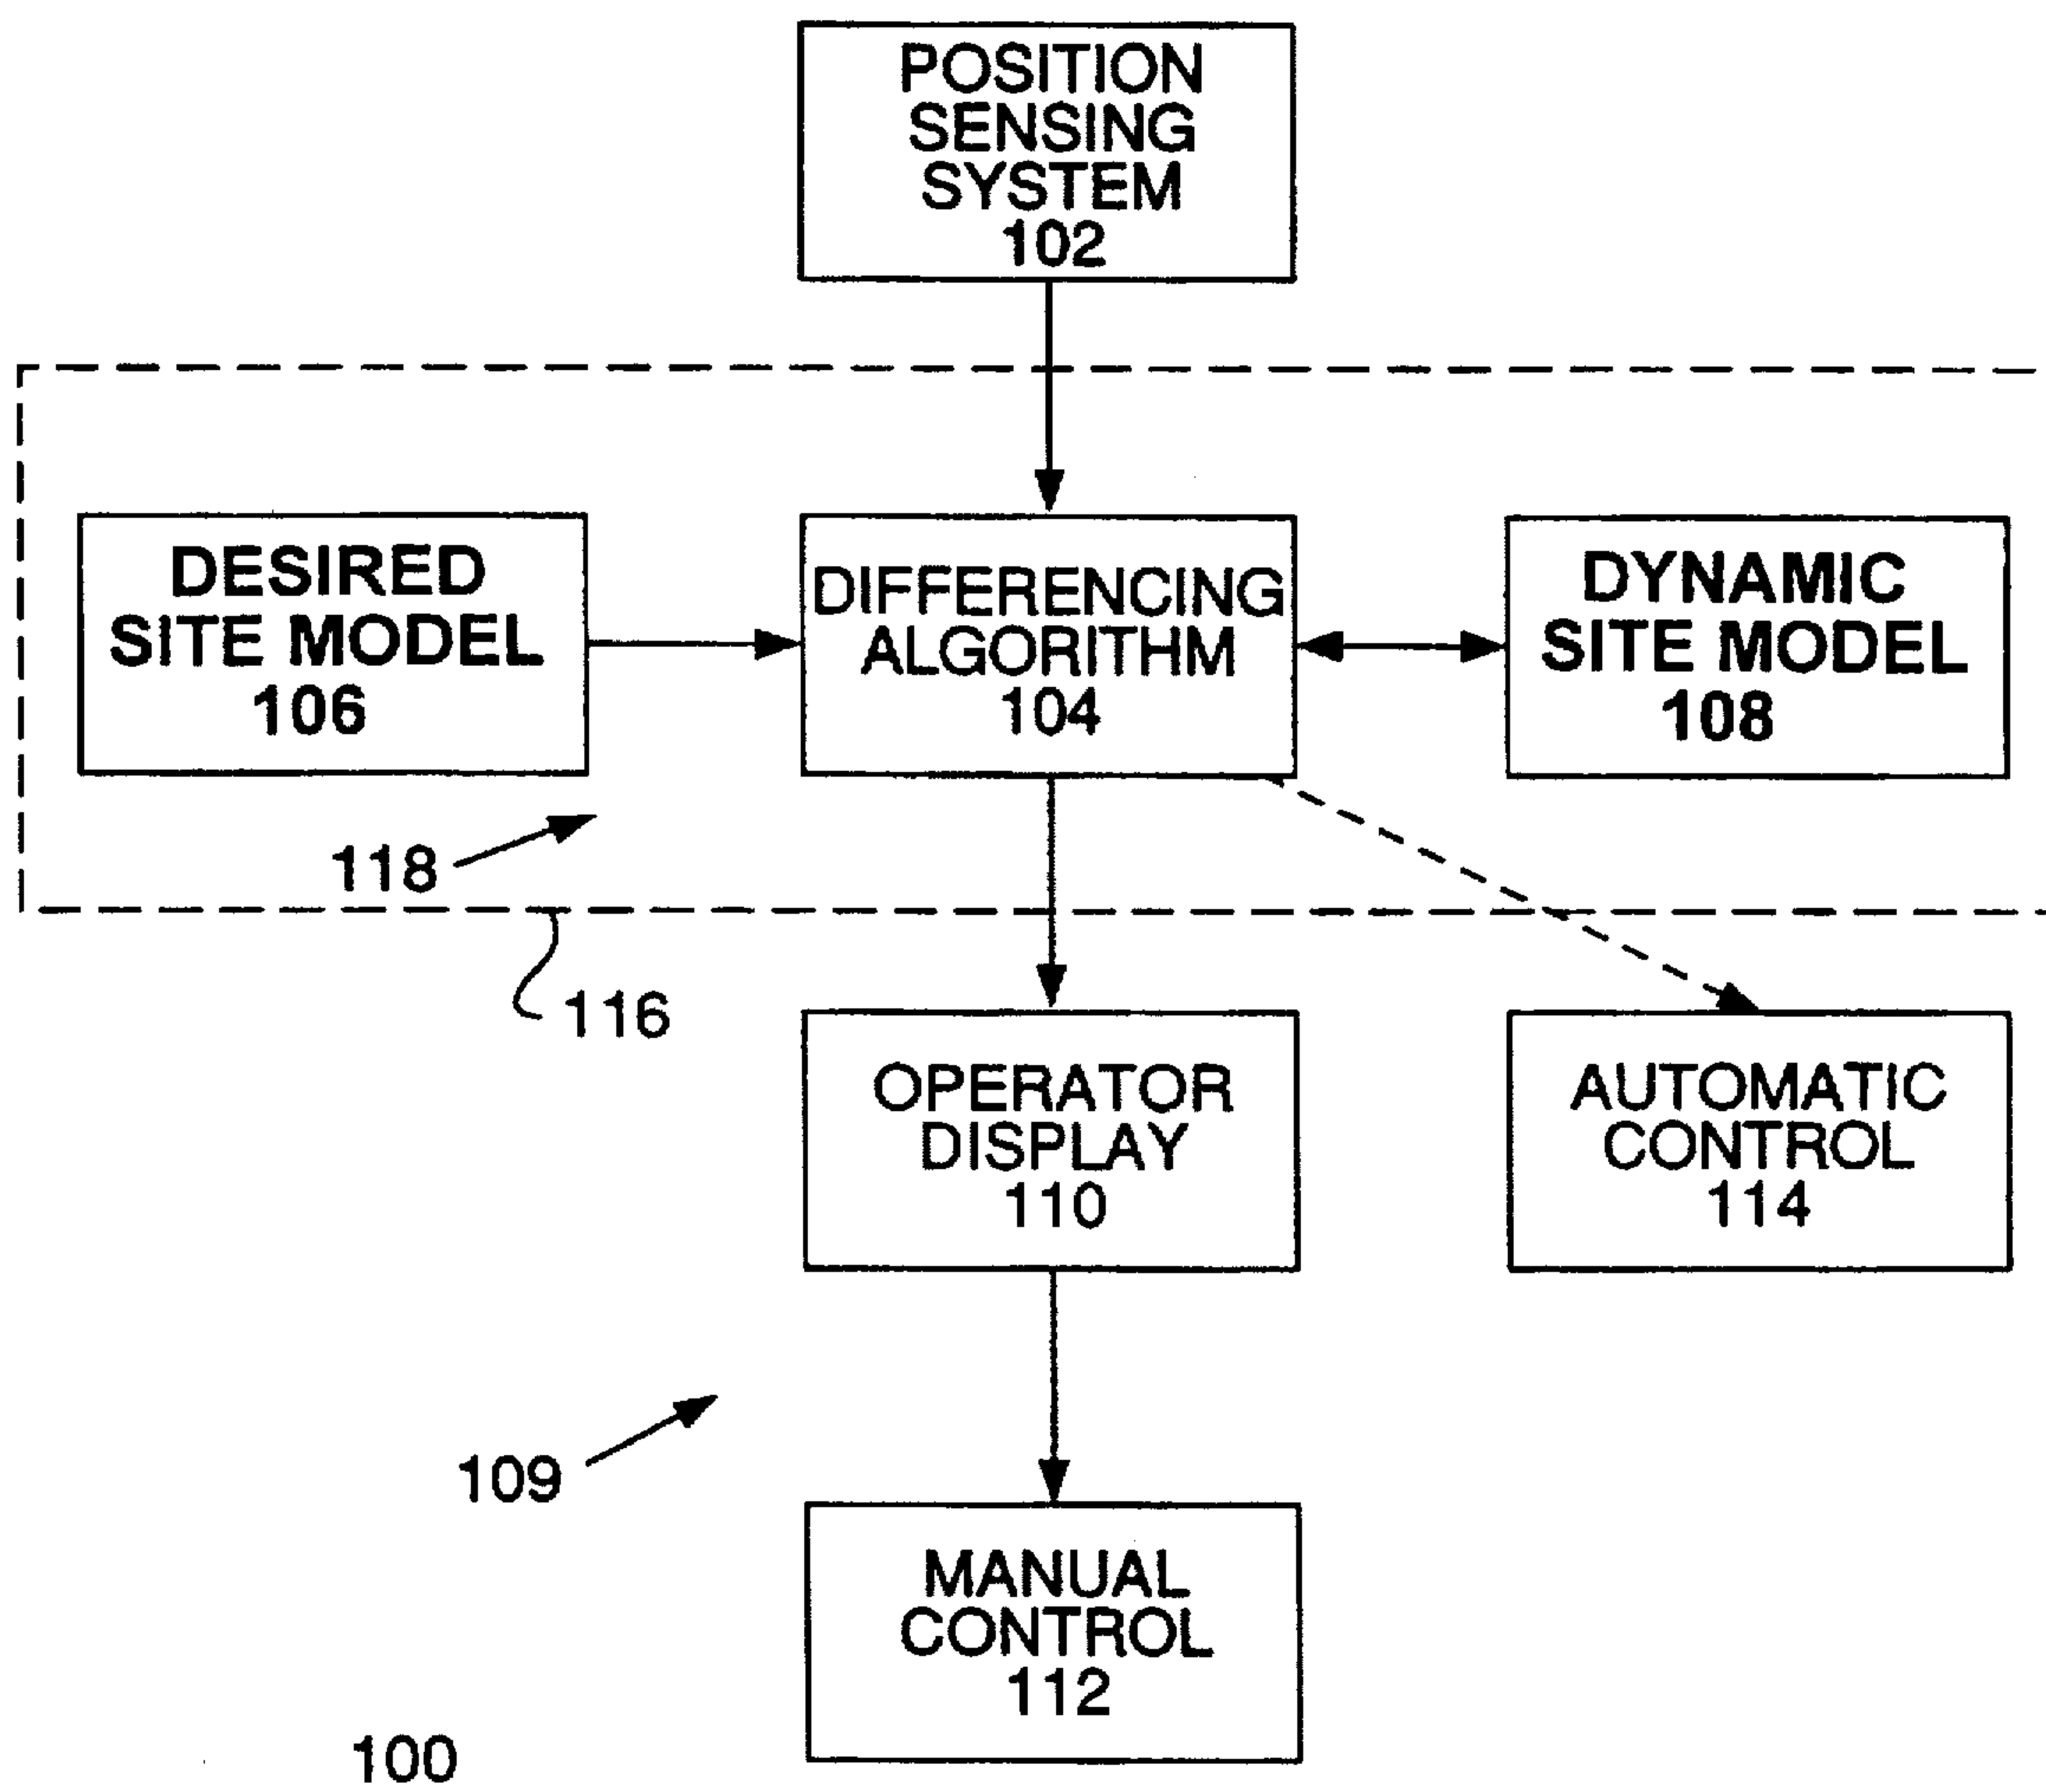 POSITION
SENSING
SYSTEM
102
DESIRED
SITE MODEL
106
DIFFERENCING
ALGORITHM
104
DYNAMIC
SITE MODEL
108
118
116
OPERATOR
DISPLAY
110
AUTOMATIC
CONTROL
114
109
MANUAL
CONTROL
112
100